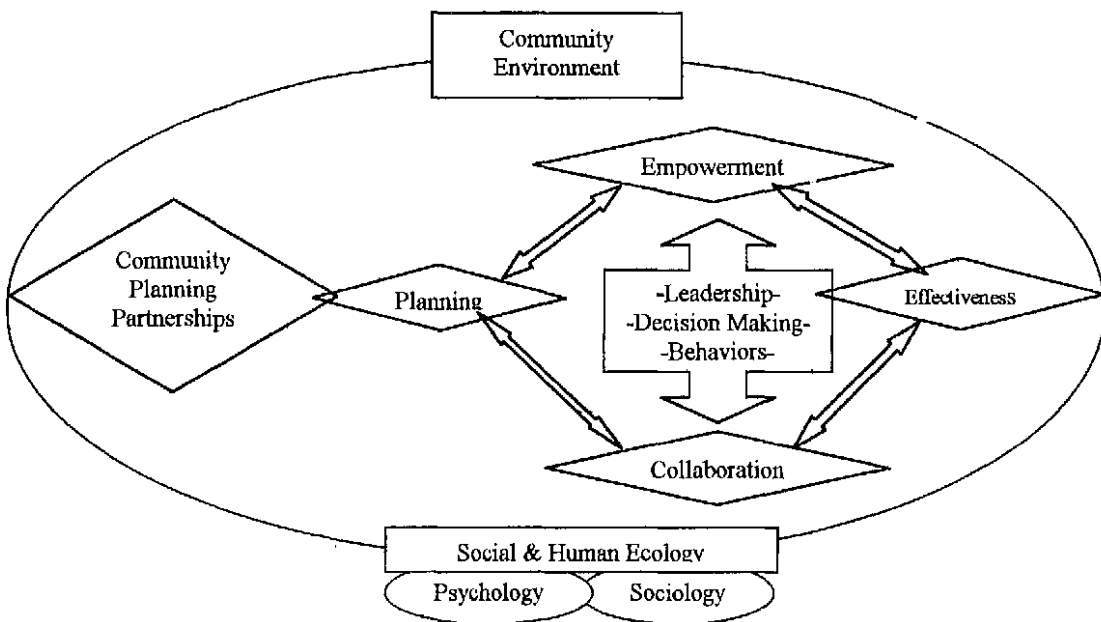 Community
Environment
Empowerment
Community
Planning
Partnerships
Planning
-Leadership-
-Decision Making-
-Behaviors-
Effectiveness
Collaboration
Social & Human Ecology
Psychology
Sociology